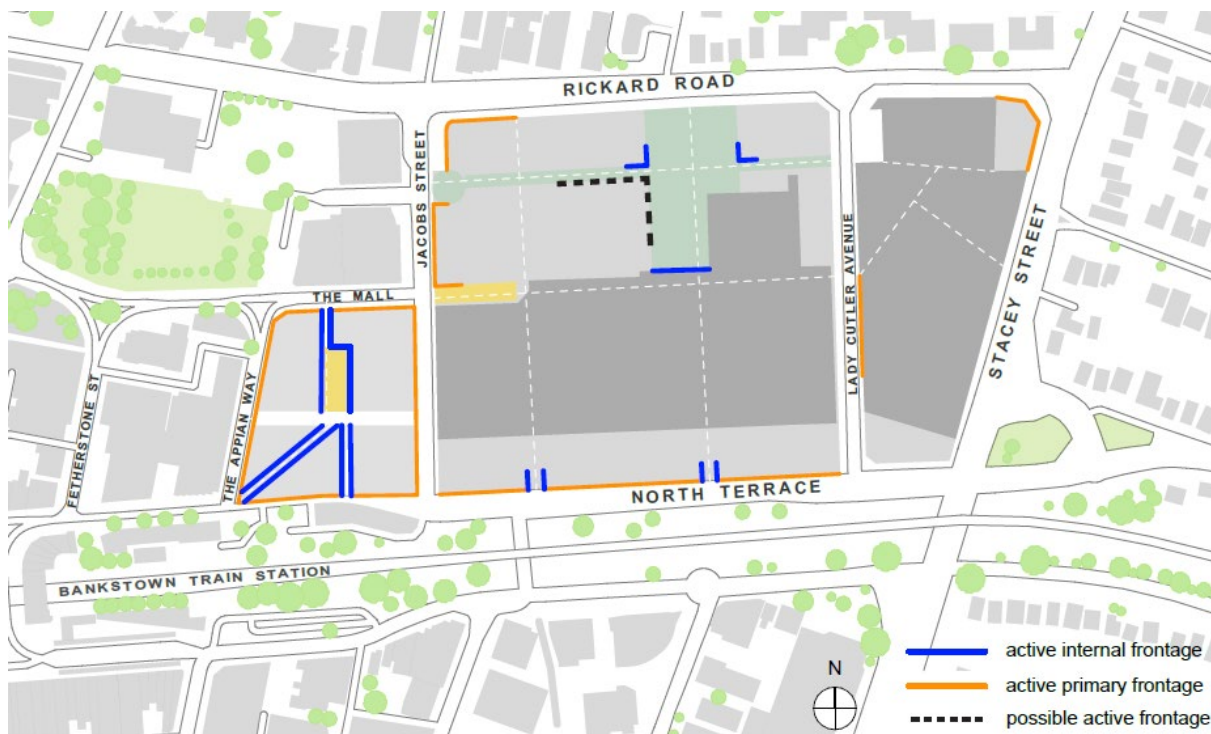 RICKARD ROAD
JACOBS STREET
LADY CUTLER AVENUE
STACEY STREET
THE MALL
THE APPIAN WAY
FETHERSTONE ST
NORTH TERRACE
BANKSTOWN TRAIN STATION
N
active internal frontage
active primary frontage
possible active frontage